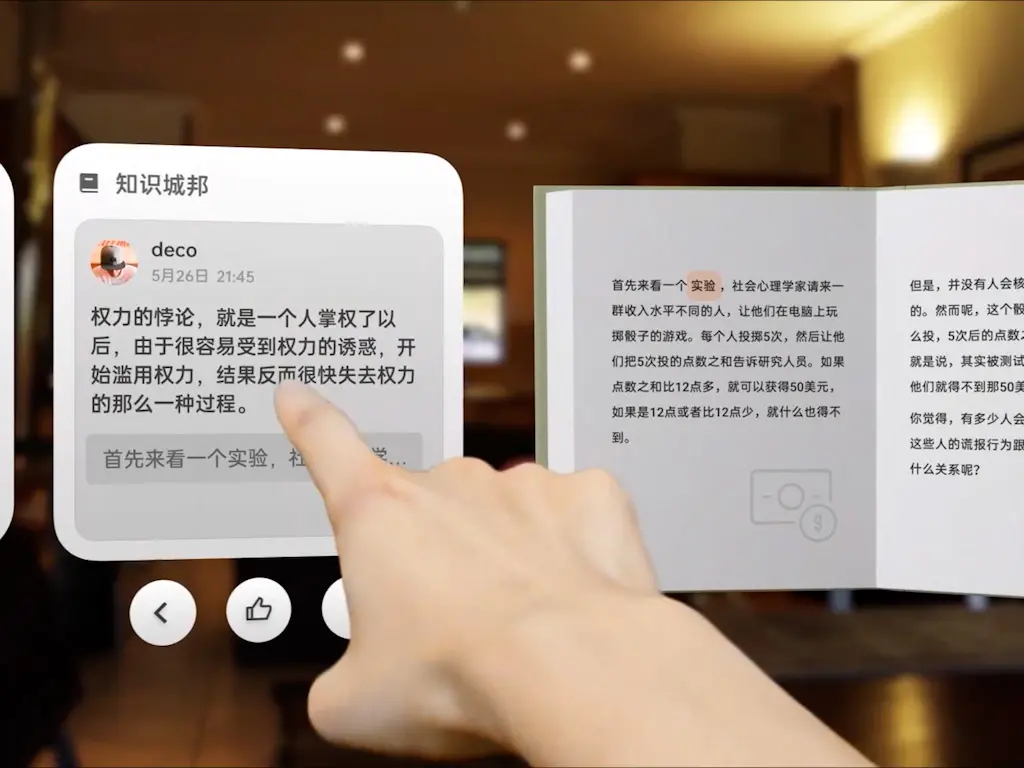 知识城邦
deco
5月26日 21:45
权力的悖论，就是一个人掌权了以
后，由于很容易受到权力的诱惑，开
始滥用权力，结果反而很快失去权力
的那么一种过程。
首先来看一个实验，社
学...
首先来看一个 实验 ，社会心理学家请来一
群收入水平不同的人，让他们在电脑上玩
掷骰子的游戏。每个人投掷5次，然后让他
们把5次投的点数之和告诉研究人员。如果
点数之和比12点多，就可以获得50美元，
如果是12点或者比12点少，就什么也得不
到。
$
但是，并没有人会核
的。然而呢，这个骰
么投，5次后的点数之
就是说，其实被测试
他们就得不到那50美
你觉得，有多少人会
这些人的谎报行为跟
什么关系呢？